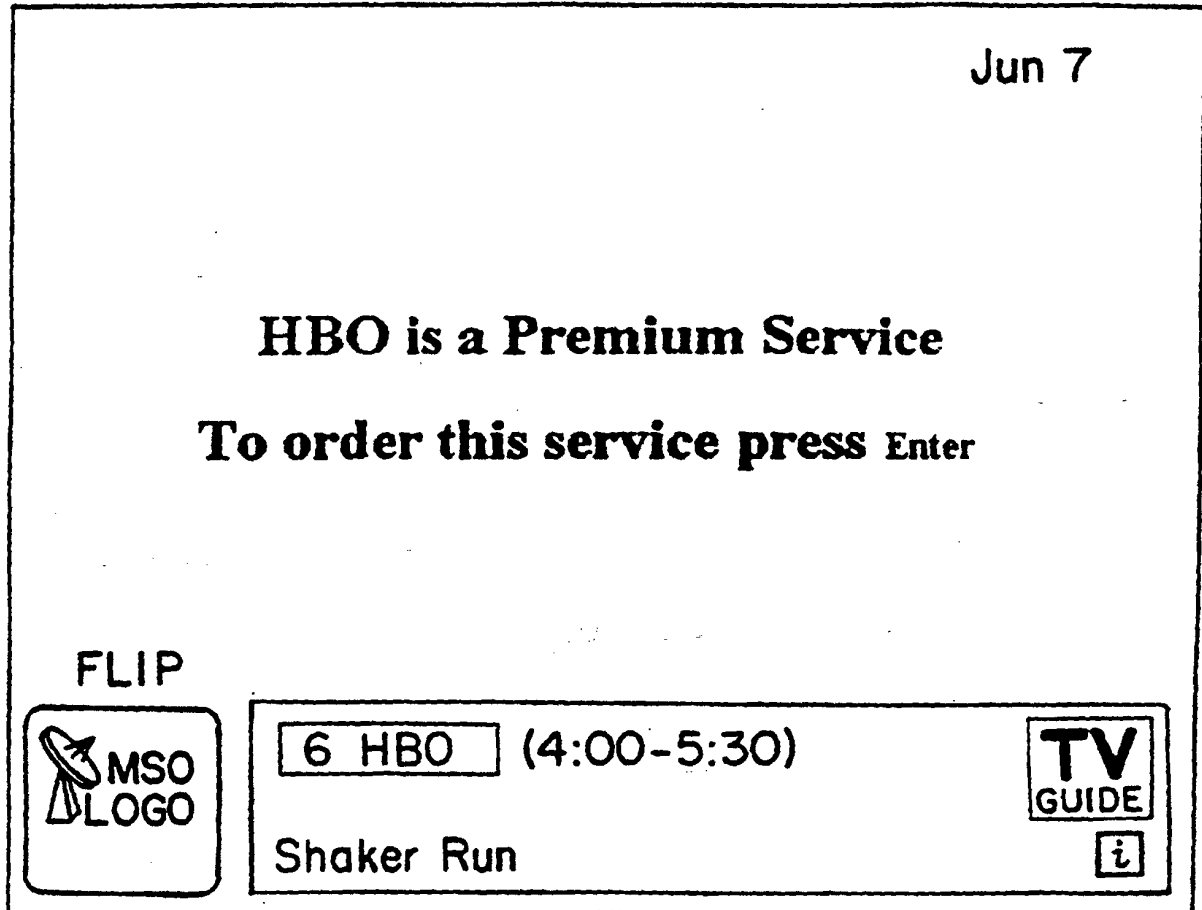 Jun 7
HBO is a Premium Service
To order this service press Enter
FLIP
MSO
LOGO
6 HBO (4:00-5:30)
TV
GUIDE
Shaker Run
i